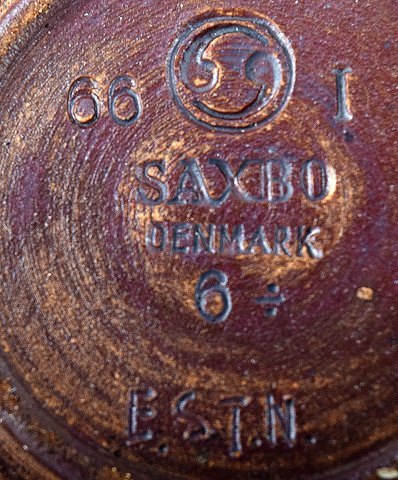 66 I
SAXBO
DENMARK
6 ÷
E.S.T.N.